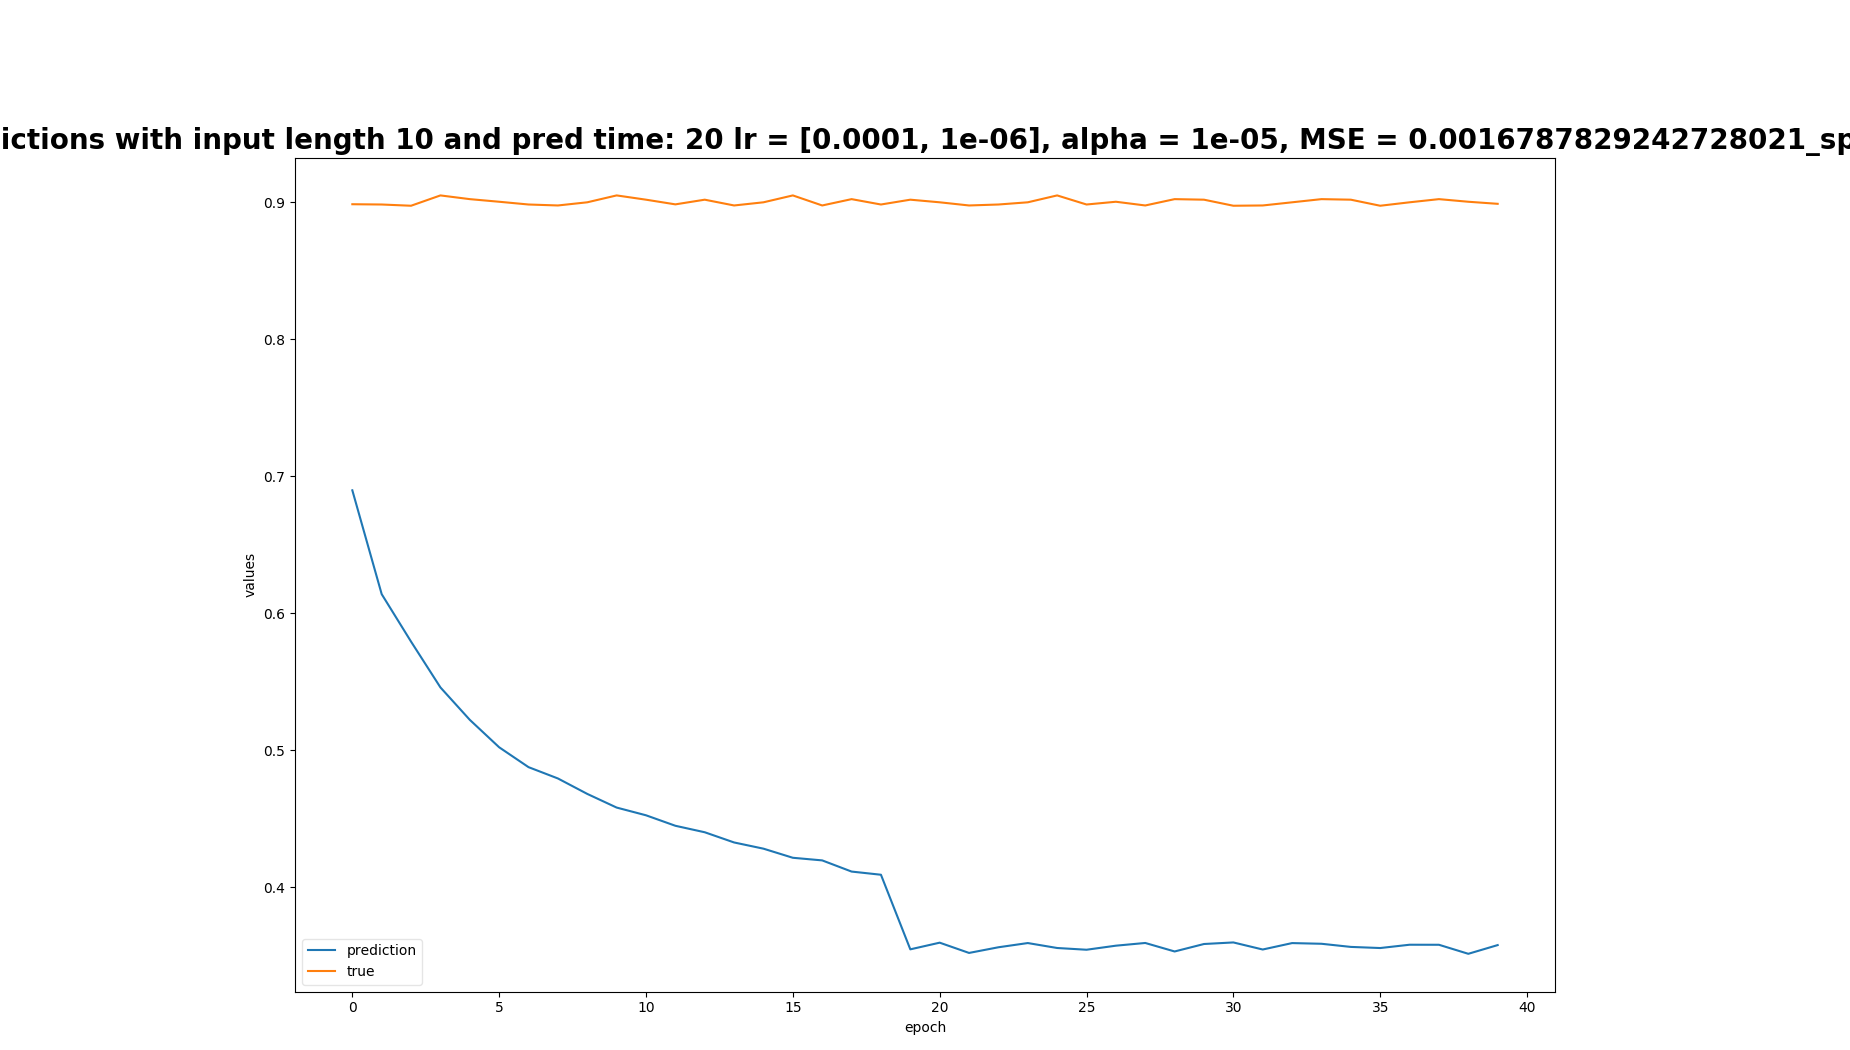 ictions with input length 10 and pred time: 20 lr = [0.0001, 1e-06], alpha = 1e-05, MSE = 0.0016787829242728021_sp
0.9
0.8
0.7
0.6
0.5
0.4
values
prediction
true
0 5 10 15 20 25 30 35 40
epoch